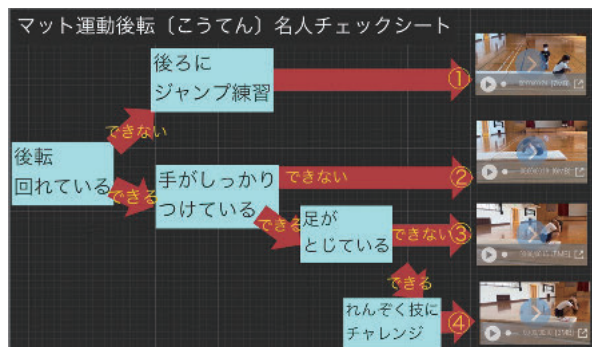 マット運動後転〔こうてん〕名人チェックシート
後ろに
ジャンプ練習
①
できない
後転
回れている
できる
手がしっかり
つけている
できない
②
できる
足が
とじている
できない
③
できる
れんぞく技に
チャレンジ
④